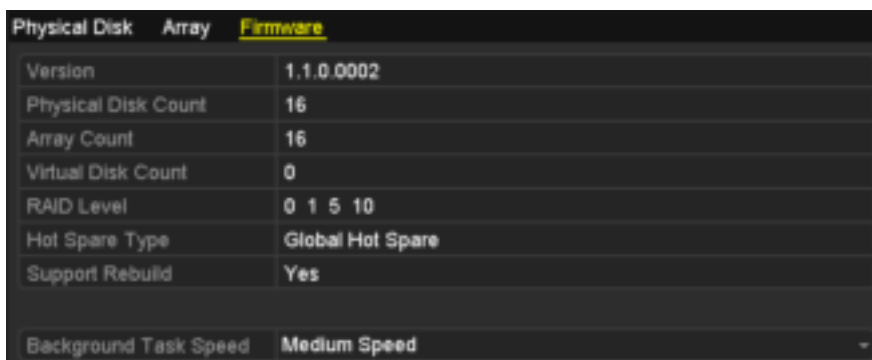 Physical Disk Array Firmware
Version 1.1.0.0002
Physical Disk Count 16
Array Count 16
Virtual Disk Count 0
RAID Level 0 1 5 10
Hot Spare Type Global Hot Spare
Support Rebuild Yes
Background Task Speed Medium Speed